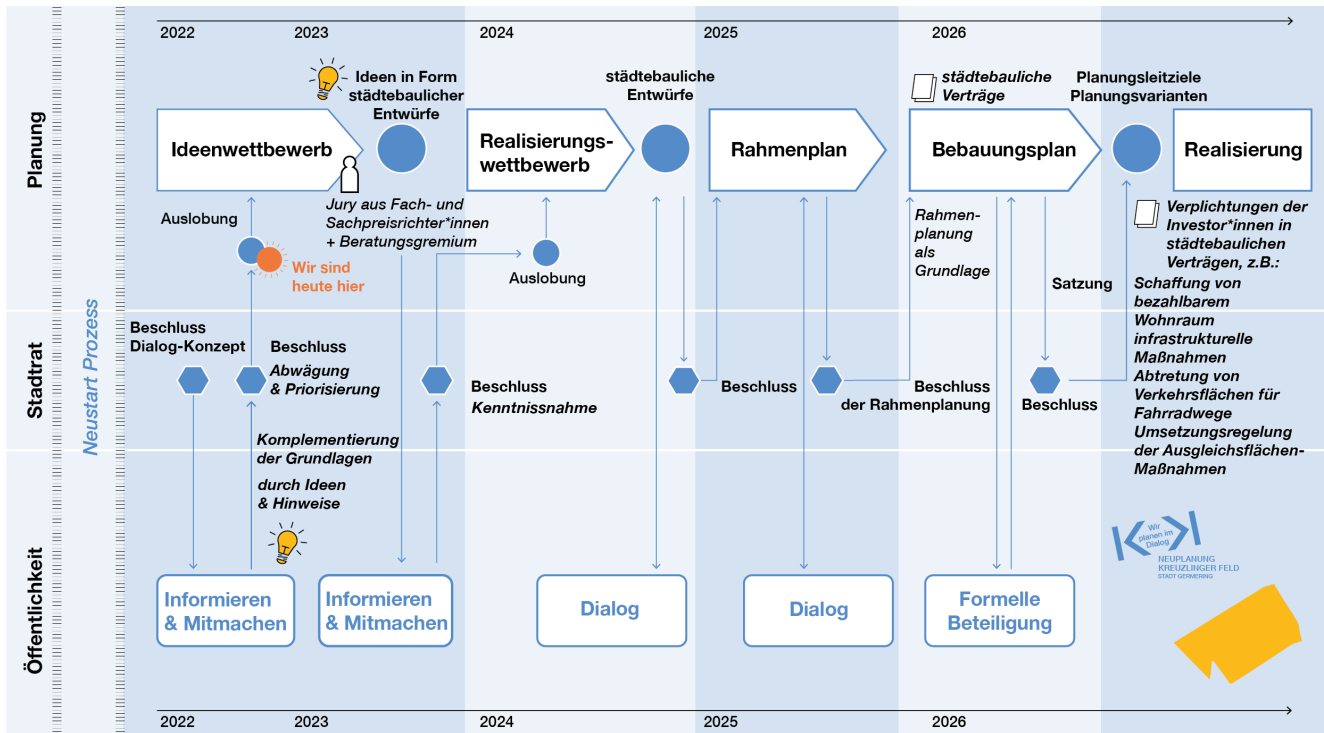 2022
2023
2024
2025
2026
Planung
Ideen in Form
städtebaulicher
Entwürfe
städtebauliche
Entwürfe
städtebauliche
Verträge
Planungsleitziele
Planungsvarianten
Ideenwettbewerb
Realisierungs-
wettbewerb
Rahmenplan
Bebauungsplan
Realisierung
Auslobung
Jury aus Fach- und
Sachpreisrichter*innen
+ Beratungsgremium
Wir sind
heute hier
Auslobung
Rahmen-
planung
als
Grundlage
Satzung
Verplichtungen der
Investor*innen in
städtebaulichen
Verträgen, z.B.:
Schaffung von
bezahlbarem
Wohnraum
infrastrukturelle
Maßnahmen
Abtretung von
Verkehrsflächen für
Fahrradwege
Umsetzungsregelung
der Ausgleichsflächen-
Maßnahmen
Neustart Prozess
Stadtrat
Beschluss
Dialog-Konzept
Beschluss
Abwägung
& Priorisierung
Beschluss
Kenntnissnahme
Beschluss
Beschluss
der Rahmenplanung
Beschluss
Komplementierung
der Grundlagen
durch Ideen
& Hinweise
Öffentlichkeit
Informieren
& Mitmachen
Informieren
& Mitmachen
Dialog
Dialog
Formelle
Beteiligung
Wir
planen im
Dialog
NEUPLANUNG
KREUZLINGER FELD
STADT GERMERING
2022
2023
2024
2025
2026